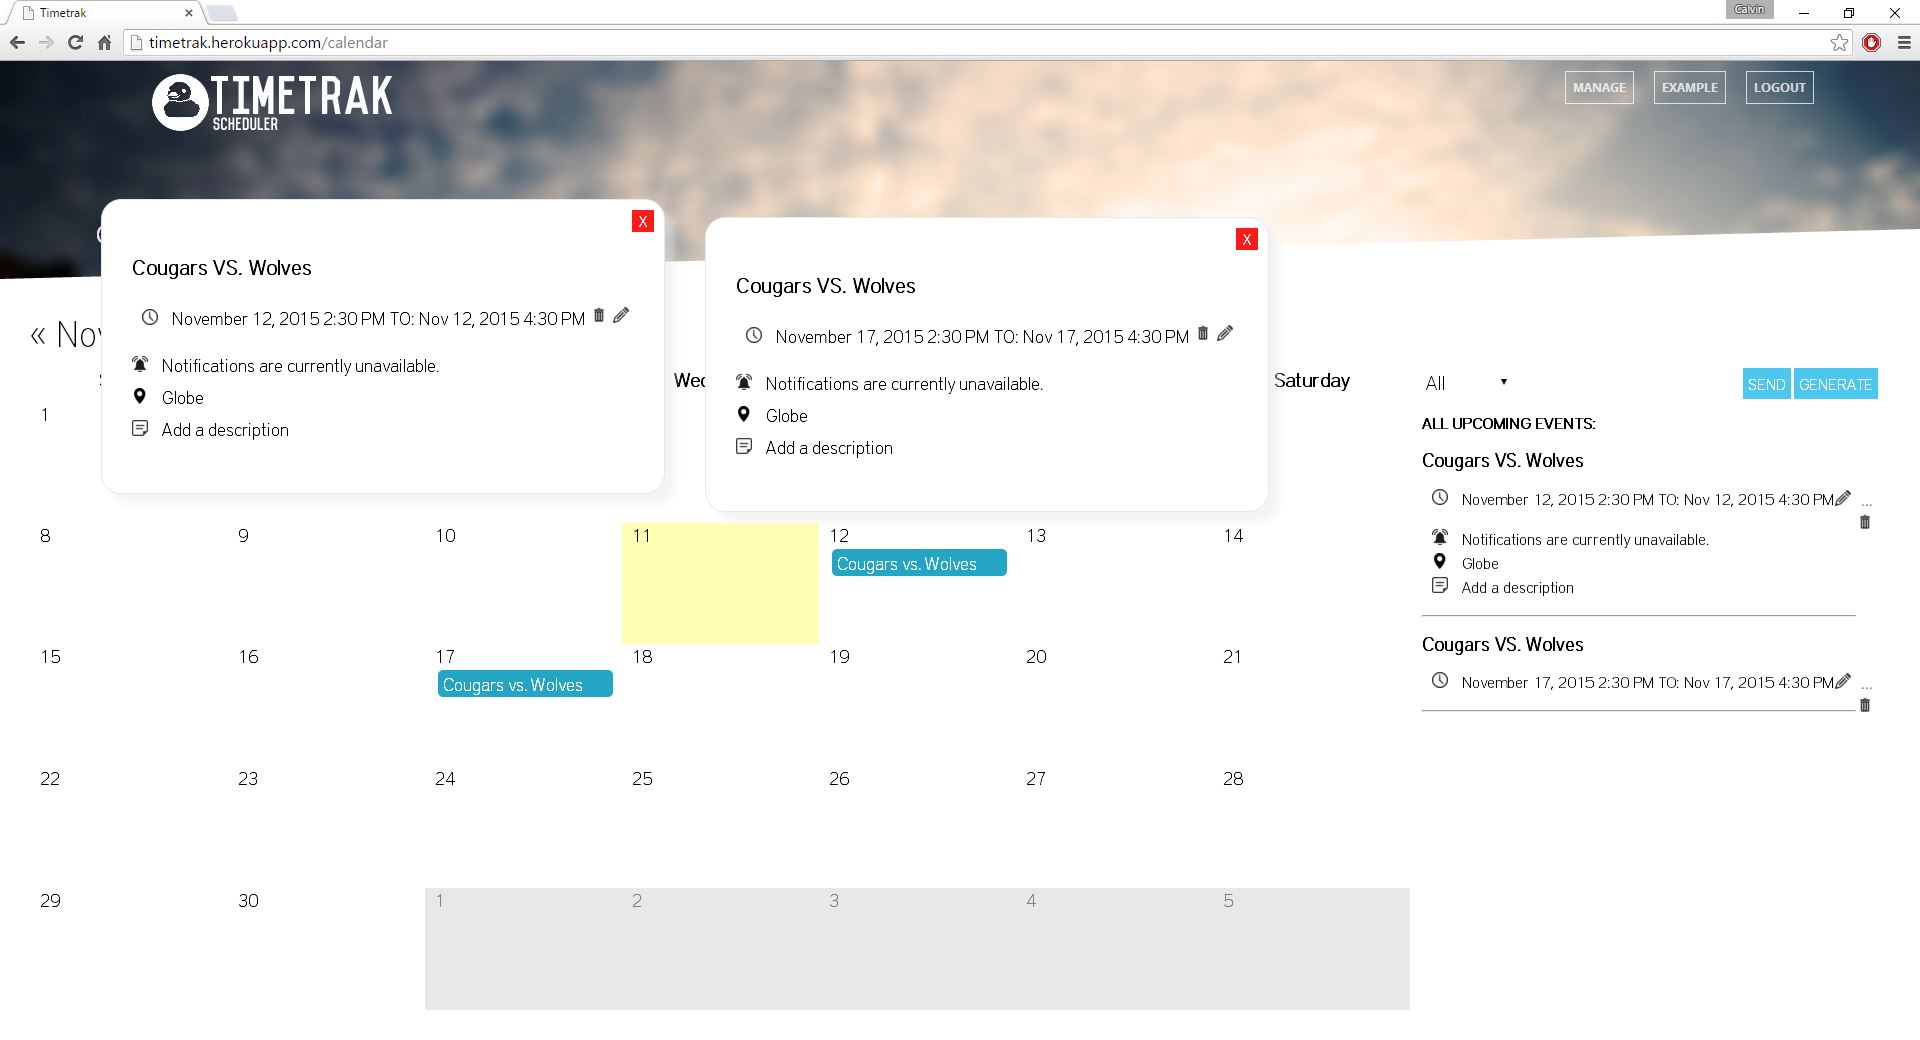 Timetrak
Calvin
timetrak.herokuapp.com/calendar
TIMETRAK
SCHEDULER
MANAGE
EXAMPLE
LOGOUT
X
Cougars VS. Wolves
November 12, 2015 2:30 PM TO: Nov 12, 2015 4:30 PM
Notifications are currently unavailable.
Globe
Add a description
X
Cougars VS. Wolves
November 17, 2015 2:30 PM TO: Nov 17, 2015 4:30 PM
Notifications are currently unavailable.
Globe
Add a description
« Nov
Wed
Saturday
1
8 9 10 11 12 13 14
Cougars vs. Wolves
15 16 17 18 19 20 21
Cougars vs. Wolves
22 23 24 25 26 27 28
29 30 1 2 3 4 5
All
SEND GENERATE
ALL UPCOMING EVENTS:
Cougars VS. Wolves
November 12, 2015 2:30 PM TO: Nov 12, 2015 4:30 PM ...
Notifications are currently unavailable.
Globe
Add a description
Cougars VS. Wolves
November 17, 2015 2:30 PM TO: Nov 17, 2015 4:30 PM ...